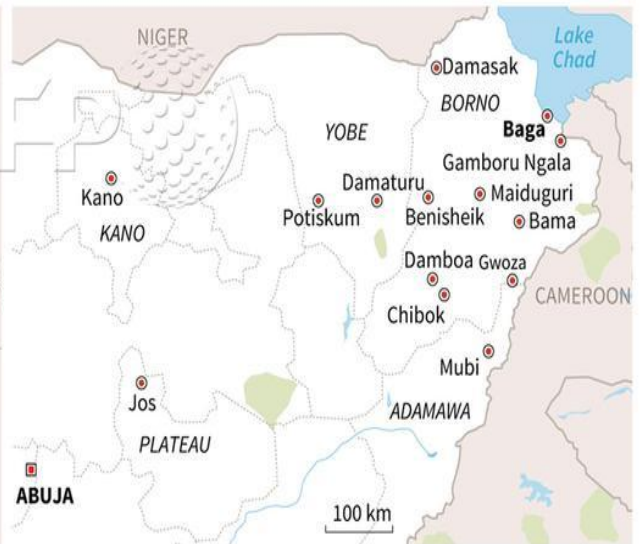 NIGER
Lake
Chad
Damasak
BORNO
Baga
YOBE
Gamboru Ngala
Kano
Damaturu
Maiduguri
Potiskum
Benisheik
Bama
KANO
Damboa
Gwoza
CAMEROON
Chibok
Mubi
Jos
ADAMAWA
PLATEAU
ABUJA
100 km